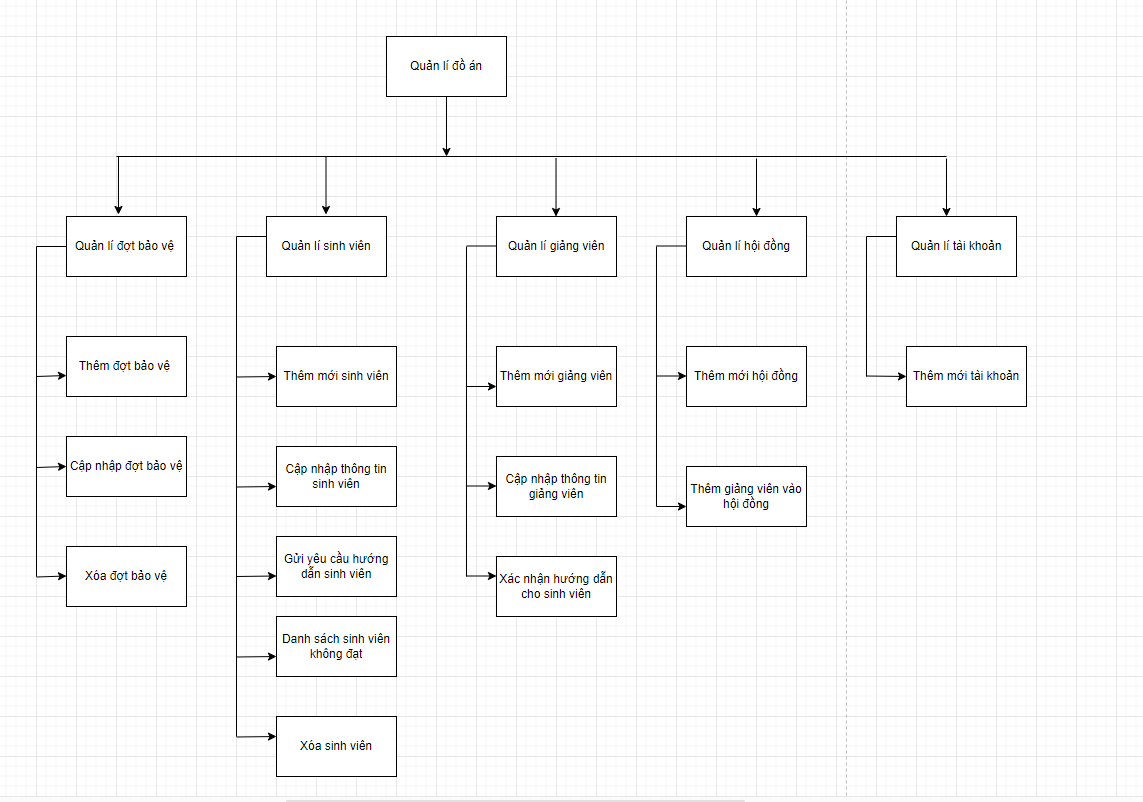 Quản lí đồ án
Quản lí đợt bảo vệ
Quản lí sinh viên
Quản lí giảng viên
Quản lí hội đồng
Quản lí tài khoản
Thêm đợt bảo vệ
Cập nhập đợt bảo vệ
Xóa đợt bảo vệ
Thêm mới sinh viên
Cập nhập thông tin
sinh viên
Gửi yêu cầu hướng
dẫn sinh viên
Danh sách sinh viên
không đạt
Xóa sinh viên
Thêm mới giảng viên
Cập nhập thông tin
giảng viên
Xác nhận hướng dẫn
cho sinh viên
Thêm mới hội đồng
Thêm giảng viên vào
hội đồng
Thêm mới tài khoản